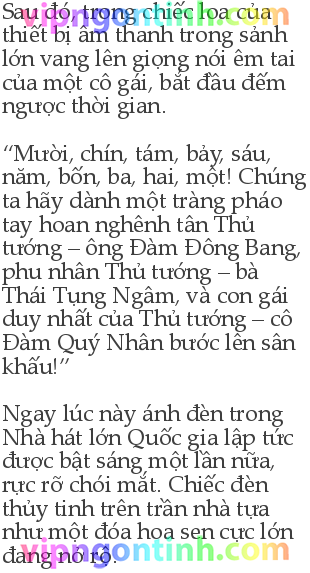 Sau đó, trong chiếc loa của
vipngontinh.com
thiết bị âm thanh trong sảnh
lớn vang lên giọng nói êm tai
của một cô gái, bắt đầu đếm
ngược thời gian.
“Mười, chín, tám, bảy, sáu,
năm, bốn, ba, hai, một! Chúng
ta hãy dành một tràng pháo
tay hoan nghênh tân Thủ
tướng – ông Đàm Đông Bang,
phu nhân Thủ tướng – bà
Thái Tụng Ngâm, và con gái
duy nhất của Thủ tướng – cô
Đàm Quý Nhân bước lên sân
khấu!”
Ngay lúc này ánh đèn trong
Nhà hát lớn Quốc gia lập tức
được bật sáng một lần nữa,
rực rỡ chói mắt. Chiếc đèn
thủy tinh trên trần nhà tựa
như một đóa hoa sen cực lớn
đang nở rộ.
vipngontinh.com